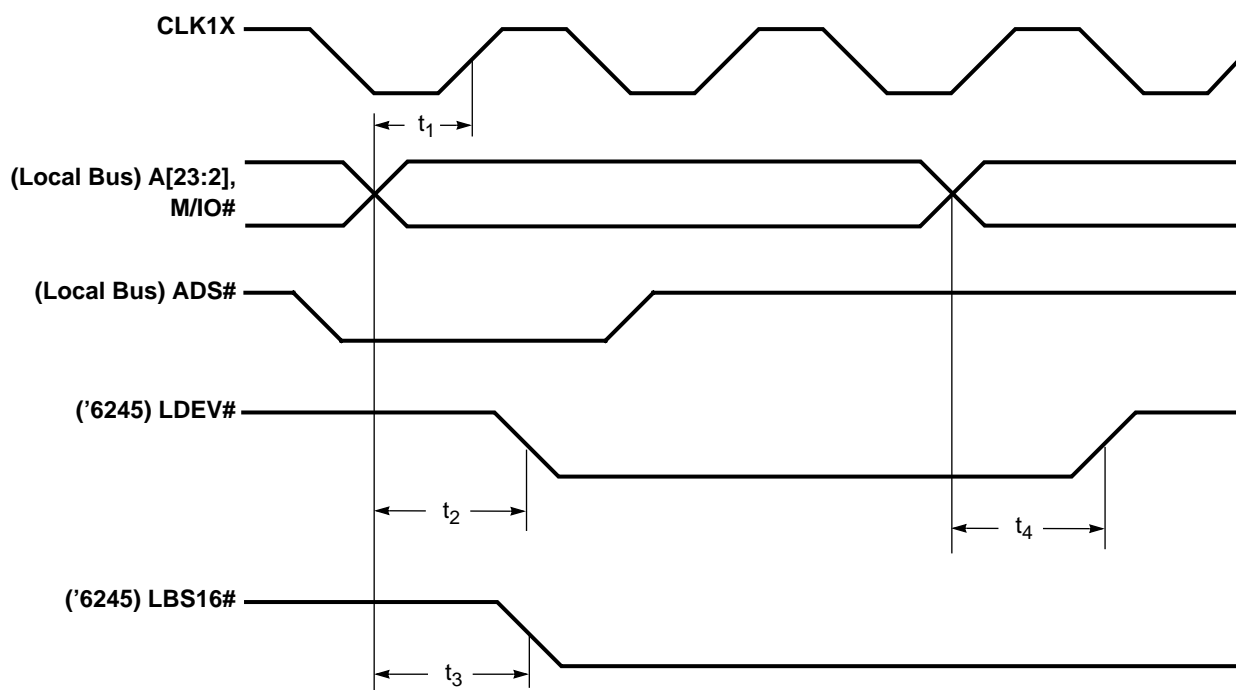 CLK1X
t1
(Local Bus) A[23:2],
M/IO#
(Local Bus) ADS#
(’6245) LDEV#
t2
t4
(’6245) LBS16#
t3